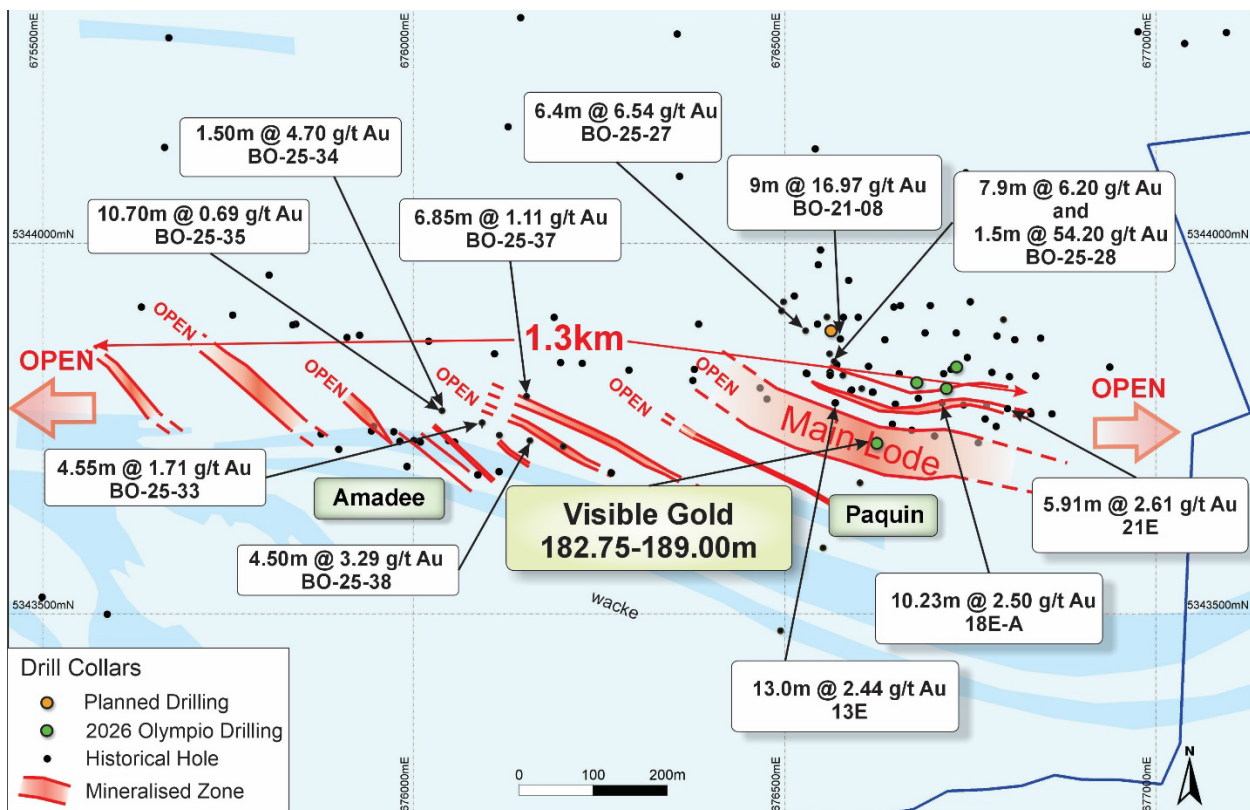 675500mE
676000mE
676500mE
677000mE
6.4m @ 6.54 g/t Au
BO-25-27
1.50m @ 4.70 g/t Au
BO-25-34
9m @ 16.97 g/t Au
BO-21-08
7.9m @ 6.20 g/t Au
and
1.5m @ 54.20 g/t Au
BO-25-28
10.70m @ 0.69 g/t Au
BO-25-35
6.85m @ 1.11 g/t Au
BO-25-37
5344000mN
5344000mN
OPEN
OPEN
1.3km
OPEN
OPEN
OPEN
OPEN
OPEN
OPEN
Main Lode
4.55m @ 1.71 g/t Au
BO-25-33
Amadee
Visible Gold
182.75-189.00m
Paquin
5.91m @ 2.61 g/t Au
21E
4.50m @ 3.29 g/t Au
BO-25-38
wacke
10.23m @ 2.50 g/t Au
18E-A
5343500mN
5343500mN
13.0m @ 2.44 g/t Au
13E
Drill Collars
Planned Drilling
2026 Olympio Drilling
Historical Hole
Mineralised Zone
676000mE
676500mE
677000mE
0 100 200m
N